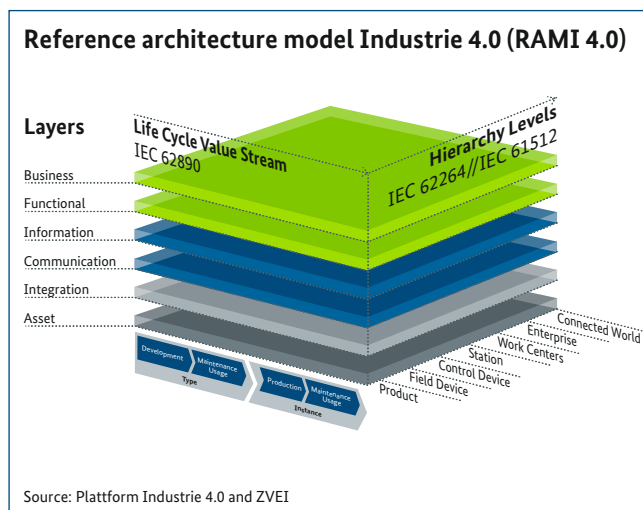 Reference architecture model Industrie 4.0 (RAMI 4.0)
Layers
Life Cycle Value Stream
IEC 62890
Hierarchy Levels
IEC 62264//IEC 61512
Business
Functional
Information
Communication
Integration
Asset
Development
Maintenance
Usage
Type
Production
Maintenance
Usage
Instance
Connected World
Enterprise
Work Centers
Station
Control Device
Field Device
Product
Source: Plattform Industrie 4.0 and ZVEI